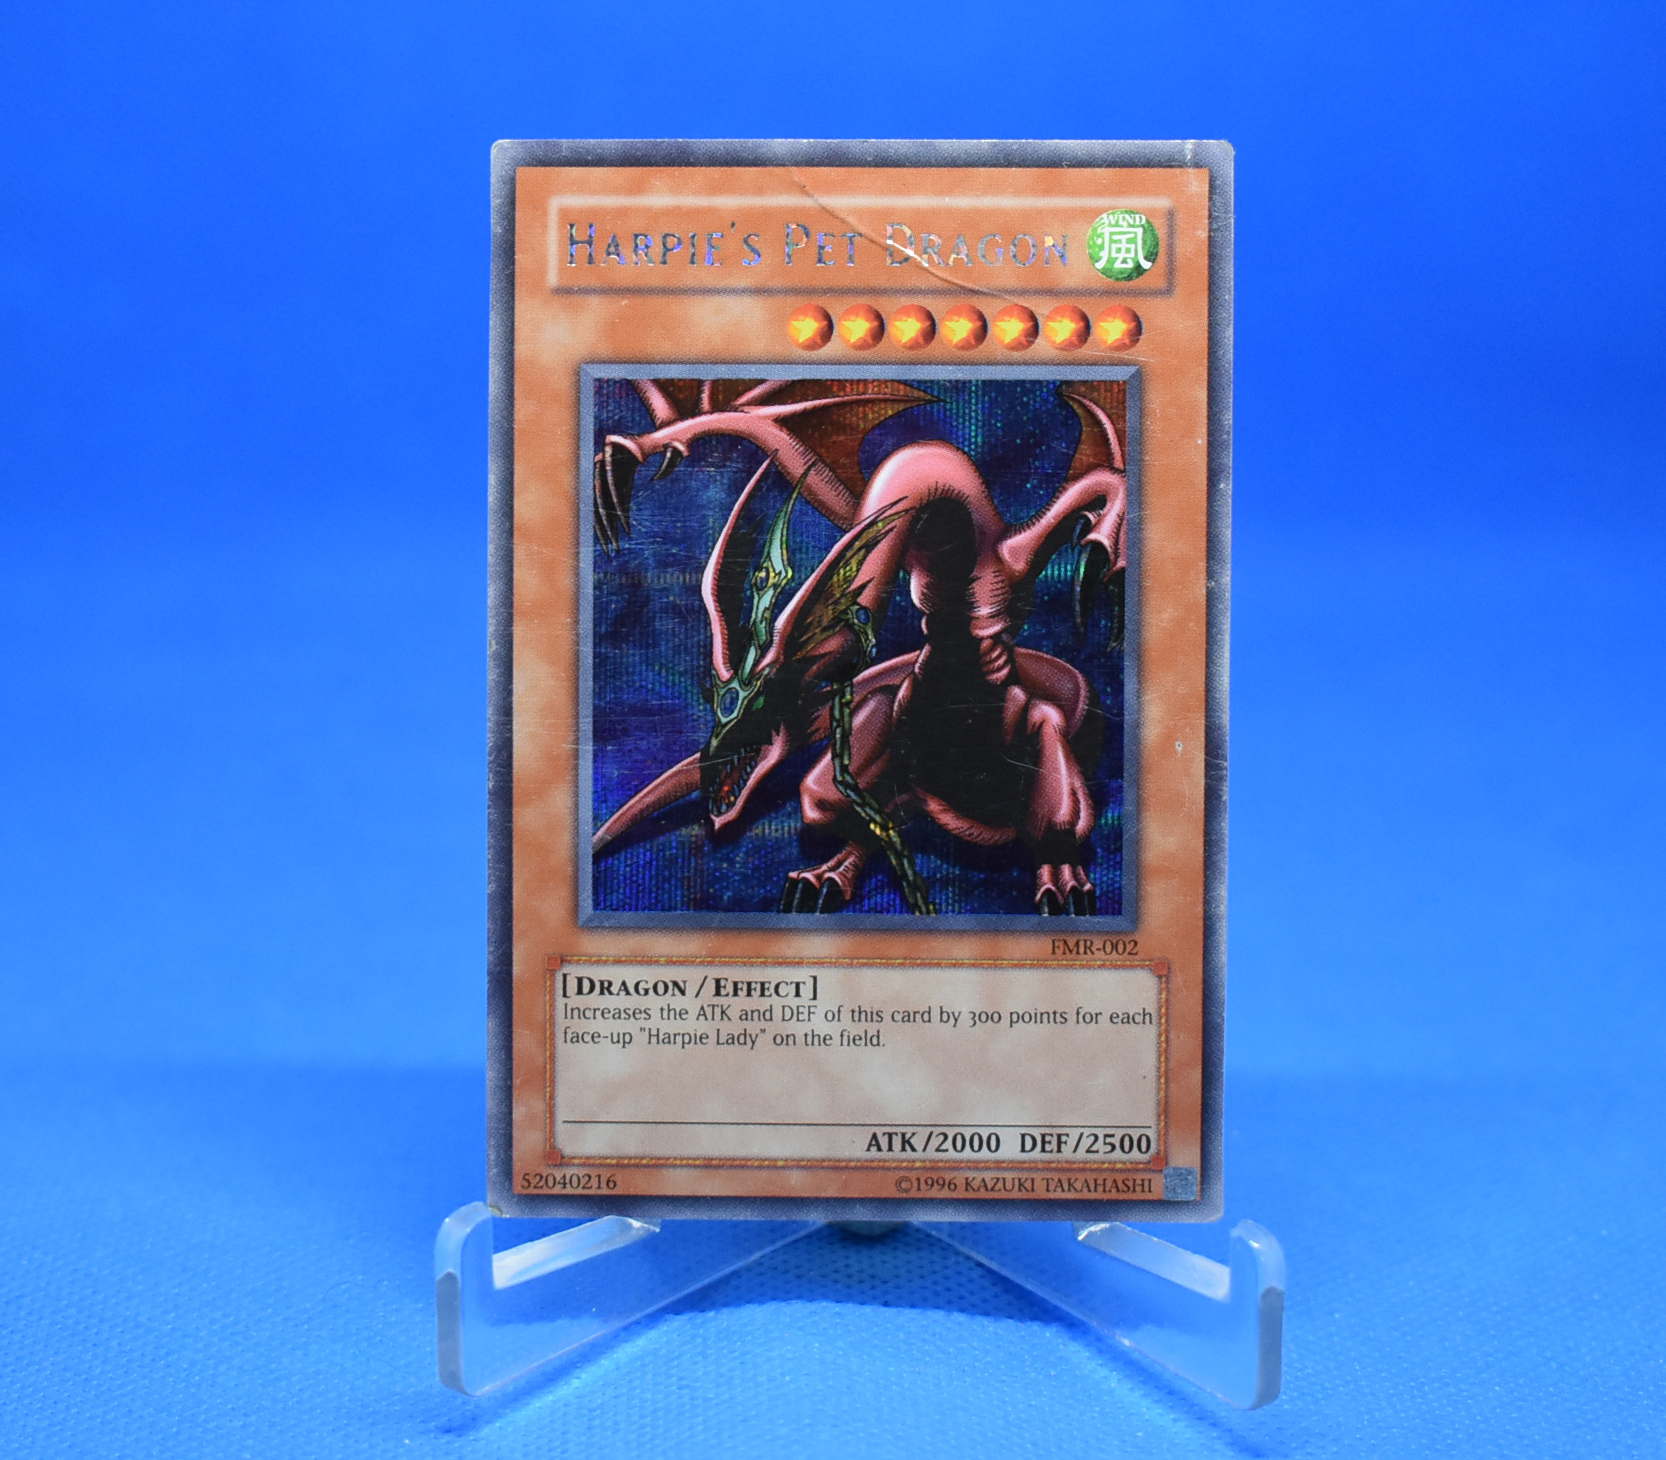 HARPIE'S PET DRAGON
WIND
風
FMR-002
[DRAGON / EFFECT]
Increases the ATK and DEF of this card by 300 points for each
face-up "Harpie Lady" on the field.
ATK/2000 DEF/2500
52040216
©1996 KAZUKI TAKAHASHI